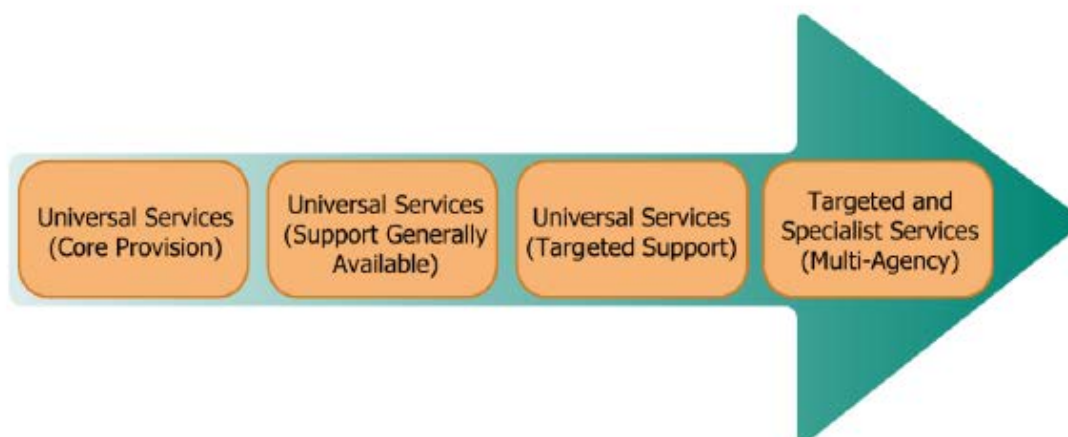 Universal Services
(Core Provision)
Universal Services
(Support Generally
Available)
Universal Services
(Targeted Support)
Targeted and
Specialist Services
(Multi-Agency)